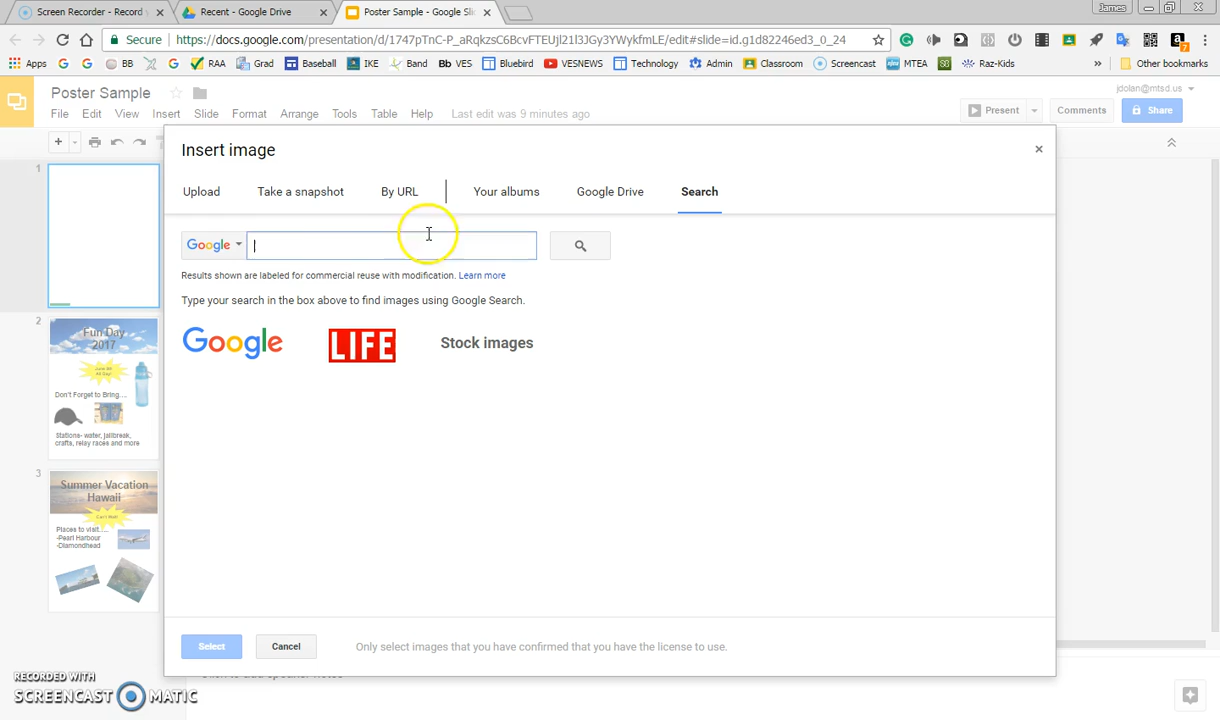 Screen Recorder - Record
Recent - Google Drive
Poster Sample - Google Slid
James
Secure
https://docs.google.com/presentation/d/1747pTnC-P_aRqkzsC6BcvFTEUjl21l3JGy3YWykfmLE/edit#slide=id.g1d82246ed3_0_24
7
Apps
BB
RAA
Grad
Baseball
IKE
Band
Bb VES
Bluebird
VESNEWS
Technology
Admin
Classroom
Screencast
MTEA
Raz-Kids
»
Other bookmarks
Poster Sample
jdolan@mtsd.us
File Edit View Insert Slide Format Arrange Tools Table Help
Last edit was 9 minutes ago
Present
Comments
Share
Insert image
Upload
Take a snapshot
By URL
Your albums
Google Drive
Search
Google
Results shown are labeled for commercial reuse with modification. Learn more
Type your search in the box above to find images using Google Search.
Google
LIFE
Stock images
1
2
Fun Day
2017
Don't Forget to Bring....
Stations- water, jailbreak,
crafts, relay races and more
3
Summer Vacation
Hawaii
Places to visit....
-Pearl Harbour
-Diamondhead
Select
Cancel
Only select images that you have confirmed that you have the license to use.
RECORDED WITH
SCREENCAST MATIC